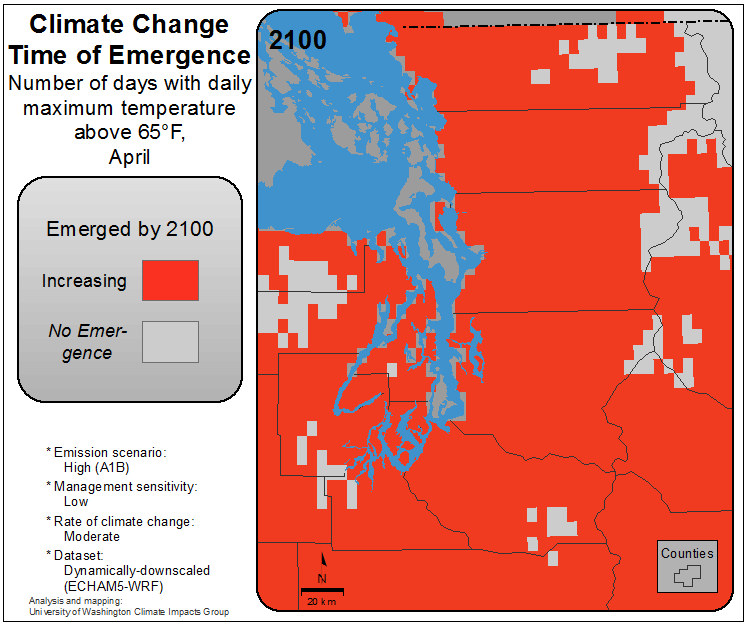 Climate Change
Time of Emergence
Number of days with daily
maximum temperature
above 65°F,
April
2100
Emerged by 2100
Increasing
No Emer-
gence
* Emission scenario:
High (A1B)
* Management sensitivity:
Low
* Rate of climate change:
Moderate
* Dataset:
Dynamically-downscaled
(ECHAM5-WRF)
Analysis and mapping:
University of Washington Climate Impacts Group
N
20 km
Counties